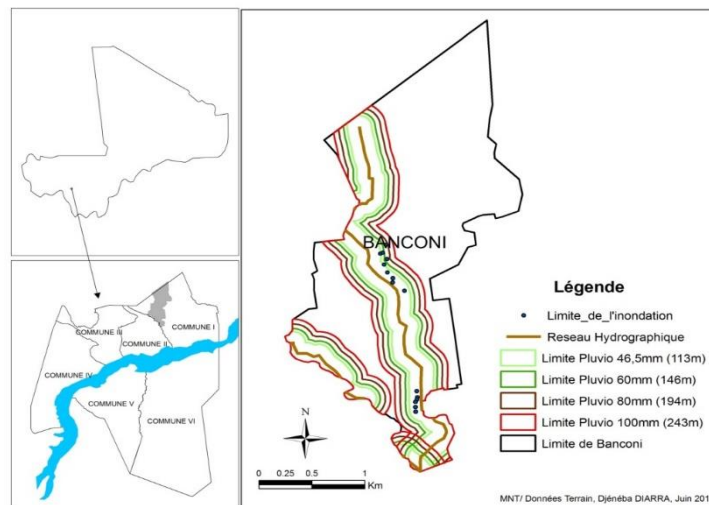 COMMUNE I
COMMUNE III
COMMUNE II
COMMUNE IV
COMMUNE V
COMMUNE VI
BANCONI
Légende
Limite_de_l'inondation
Reseau Hydrographique
Limite Pluvio 46,5mm (113m)
Limite Pluvio 60mm (146m)
Limite Pluvio 80mm (194m)
Limite Pluvio 100mm (243m)
Limite de Banconi
N
0 0.25 0.5 1
Km
MNT/ Données Terrain, Djénéba DIARRA, Juin 201